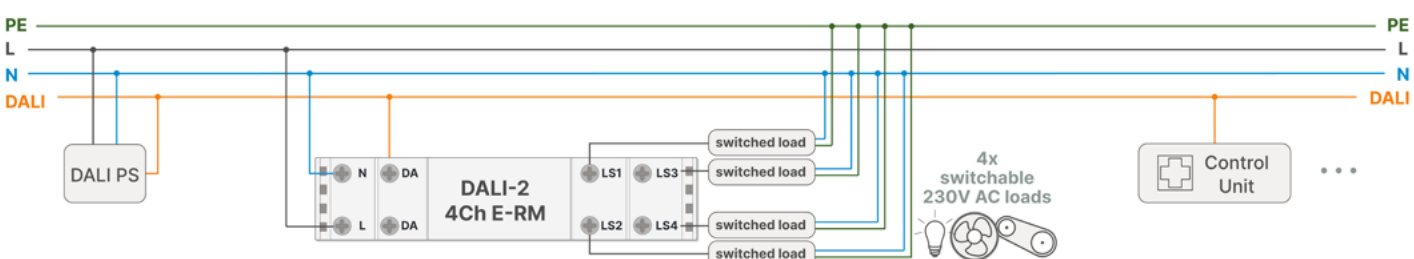 PE
PE
L
L
N
N
DALI
DALI
DALI PS
N
DA
L
DA
DALI-2
4Ch E-RM
LS1
LS3
LS2
LS4
switched load
switched load
switched load
switched load
4x
switchable
230V AC loads
Control
Unit